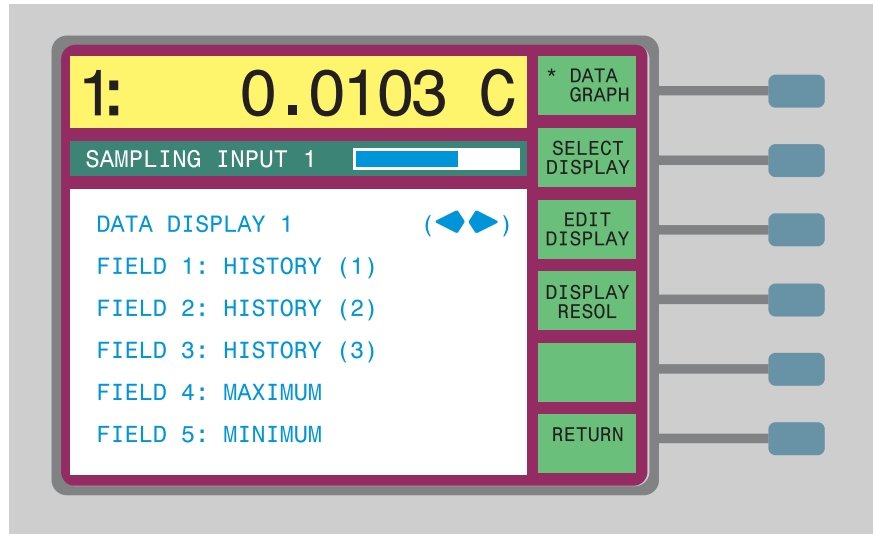 1: 0.0103 C
SAMPLING INPUT 1
DATA DISPLAY 1 (◀▶)
FIELD 1: HISTORY (1)
FIELD 2: HISTORY (2)
FIELD 3: HISTORY (3)
FIELD 4: MAXIMUM
FIELD 5: MINIMUM
* DATA
GRAPH
SELECT
DISPLAY
EDIT
DISPLAY
DISPLAY
RESOL
RETURN